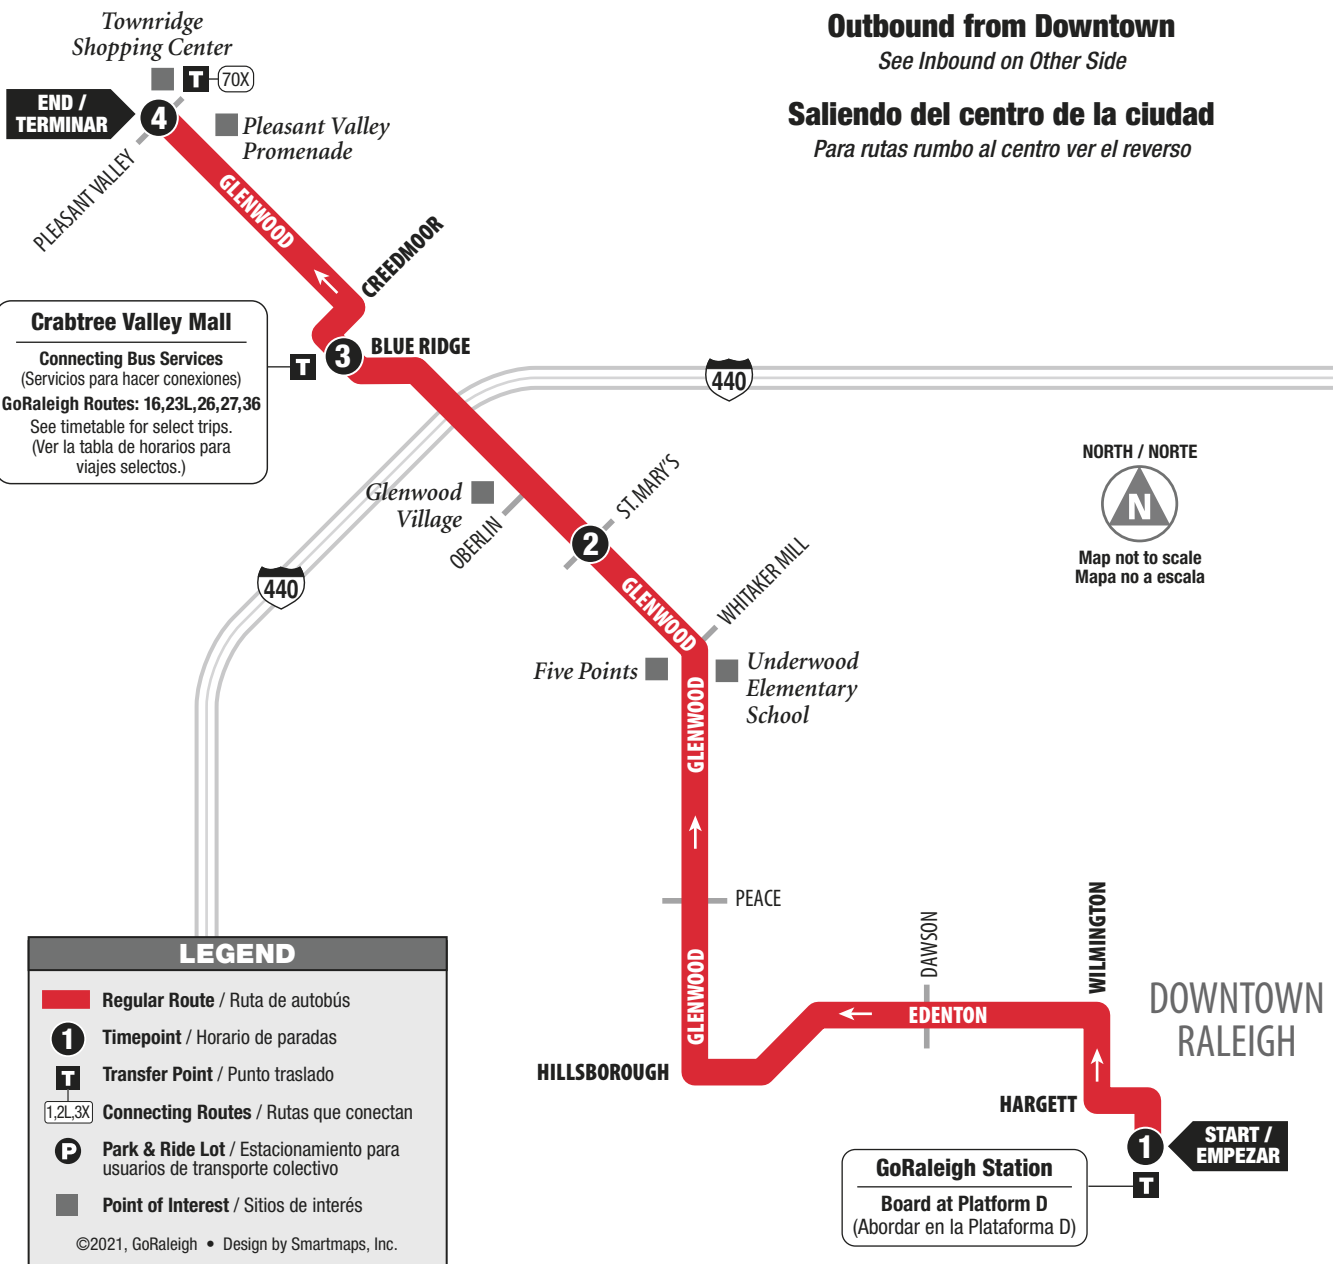 Outbound from Downtown
See Inbound on Other Side
Saliendo del centro de la ciudad
Para rutas rumbo al centro ver el reverso
Townridge
Shopping Center
T
70X
END /
TERMINAR
4
Pleasant Valley
Promenade
PLEASANT VALLEY
GLENWOOD
CREEDMOOR
Crabtree Valley Mall
Connecting Bus Services
(Servicios para hacer conexiones)
GoRaleigh Routes: 16,23L,26,27,36
See timetable for select trips.
(Ver la tabla de horarios para
viajes selectos.)
T
3
BLUE RIDGE
440
NORTH / NORTE
N
Map not to scale
Mapa no a escala
Glenwood
Village
OBERLIN
ST. MARY'S
2
440
GLENWOOD
WHITAKER MILL
Five Points
Underwood
Elementary
School
GLENWOOD
PEACE
GLENWOOD
DAWSON
WILMINGTON
EDENTON
DOWNTOWN
RALEIGH
HILLSBOROUGH
HARGETT
1
START /
EMPEZAR
T
GoRaleigh Station
Board at Platform D
(Abordar en la Plataforma D)
LEGEND
Regular Route / Ruta de autobús
1 Timepoint / Horario de paradas
T Transfer Point / Punto traslado
1,2L,3X Connecting Routes / Rutas que conectan
P Park & Ride Lot / Estacionamiento para
usuarios de transporte colectivo
Point of Interest / Sitios de interés
©2021, GoRaleigh • Design by Smartmaps, Inc.